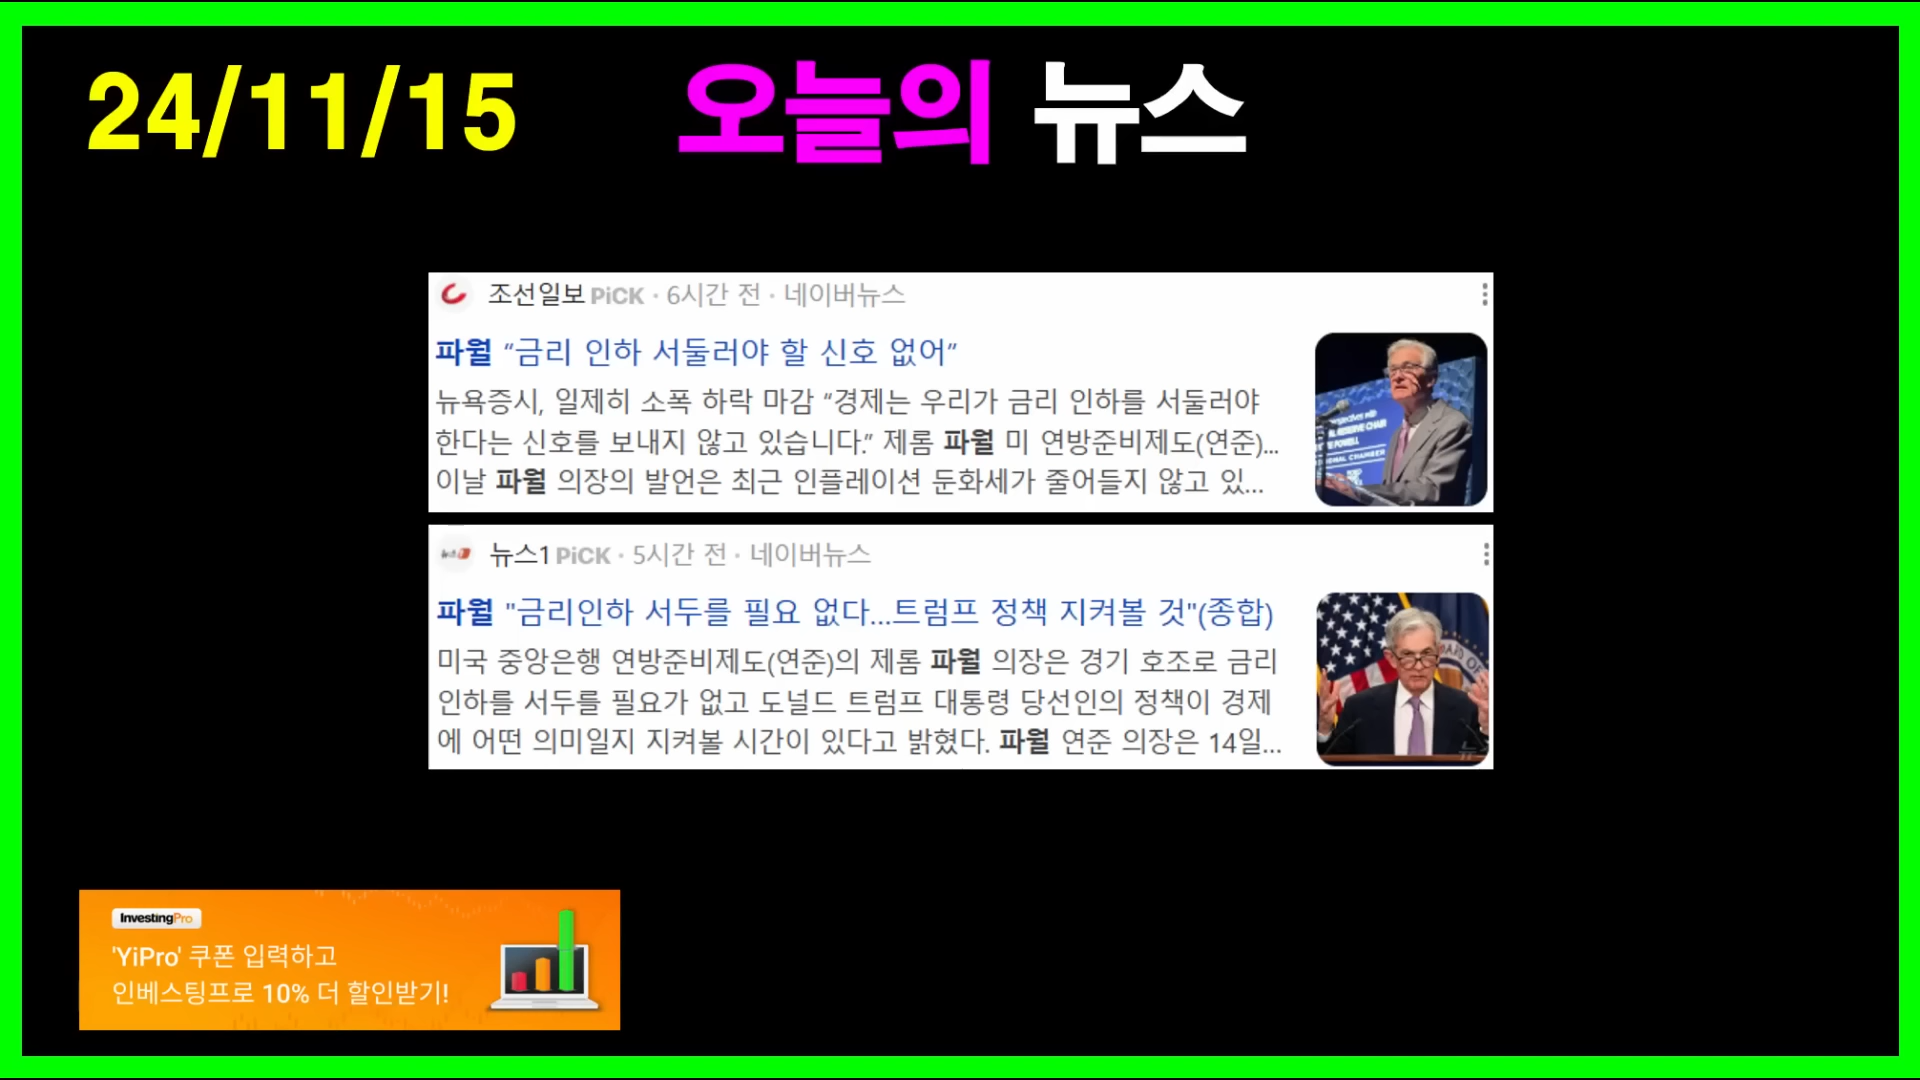 24/11/15 오늘의 뉴스
조선일보 PiCK · 6시간 전 · 네이버뉴스
파월 “금리 인하 서둘러야 할 신호 없어”
뉴욕증시, 일제히 소폭 하락 마감 “경제는 우리가 금리 인하를 서둘러야
한다는 신호를 보내지 않고 있습니다.” 제롬 파월 미 연방준비제도(연준)...
이날 파월 의장의 발언은 최근 인플레이션 둔화세가 줄어들지 않고 있...
뉴스1 PiCK · 5시간 전 · 네이버뉴스
파월 "금리인하 서두를 필요 없다...트럼프 정책 지켜볼 것"(종합)
미국 중앙은행 연방준비제도(연준)의 제롬 파월 의장은 경기 호조로 금리
인하를 서두를 필요가 없고 도널드 트럼프 대통령 당선인의 정책이 경제
에 어떤 의미일지 지켜볼 시간이 있다고 밝혔다. 파월 연준 의장은 14일...
InvestingPro
'YiPro' 쿠폰 입력하고
인베스팅프로 10% 더 할인받기!